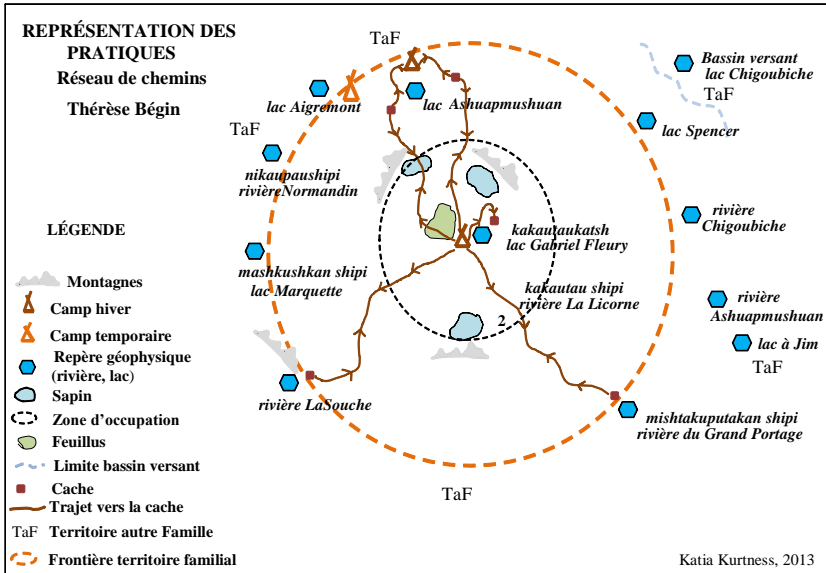 REPRÉSENTATION DES
PRATIQUES
Réseau de chemins
Thérèse Bégin
TaF
Bassin versant
lac Chigoubiche
TaF
lac Aigremont
lac Ashuapmushuan
lac Spencer
TaF
nikaupaushipi
rivièreNormandin
rivière
Chigoubiche
kakautaukatsh
lac Gabriel Fleury
mashkushkan shipi
lac Marquette
kakautau shipi
rivière La Licorne
2
rivière
Ashuapmushuan
lac à Jim
TaF
rivière LaSouche
mishtakuputakan shipi
rivière du Grand Portage
TaF
LÉGENDE
Montagnes
Camp hiver
Camp temporaire
Repère géophysique
(rivière, lac)
Sapin
Zone d'occupation
Feuillus
Limite bassin versant
Cache
Trajet vers la cache
TaF Territoire autre Famille
Frontière territoire familial
Katia Kurtness, 2013